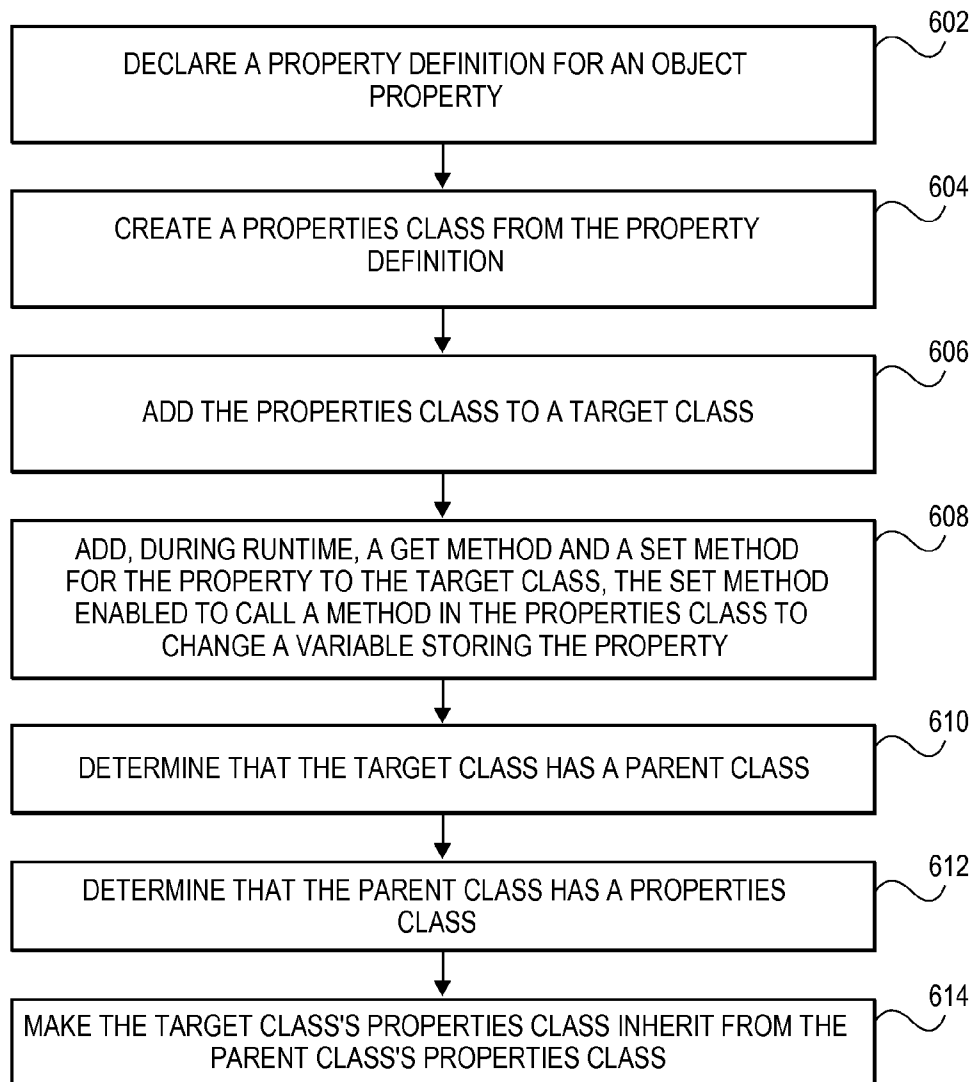 602
DECLARE A PROPERTY DEFINITION FOR AN OBJECT
PROPERTY
604
CREATE A PROPERTIES CLASS FROM THE PROPERTY
DEFINITION
606
ADD THE PROPERTIES CLASS TO A TARGET CLASS
608
ADD, DURING RUNTIME, A GET METHOD AND A SET METHOD
FOR THE PROPERTY TO THE TARGET CLASS, THE SET METHOD
ENABLED TO CALL A METHOD IN THE PROPERTIES CLASS TO
CHANGE A VARIABLE STORING THE PROPERTY
610
DETERMINE THAT THE TARGET CLASS HAS A PARENT CLASS
612
DETERMINE THAT THE PARENT CLASS HAS A PROPERTIES
CLASS
614
MAKE THE TARGET CLASS'S PROPERTIES CLASS INHERIT FROM THE
PARENT CLASS'S PROPERTIES CLASS